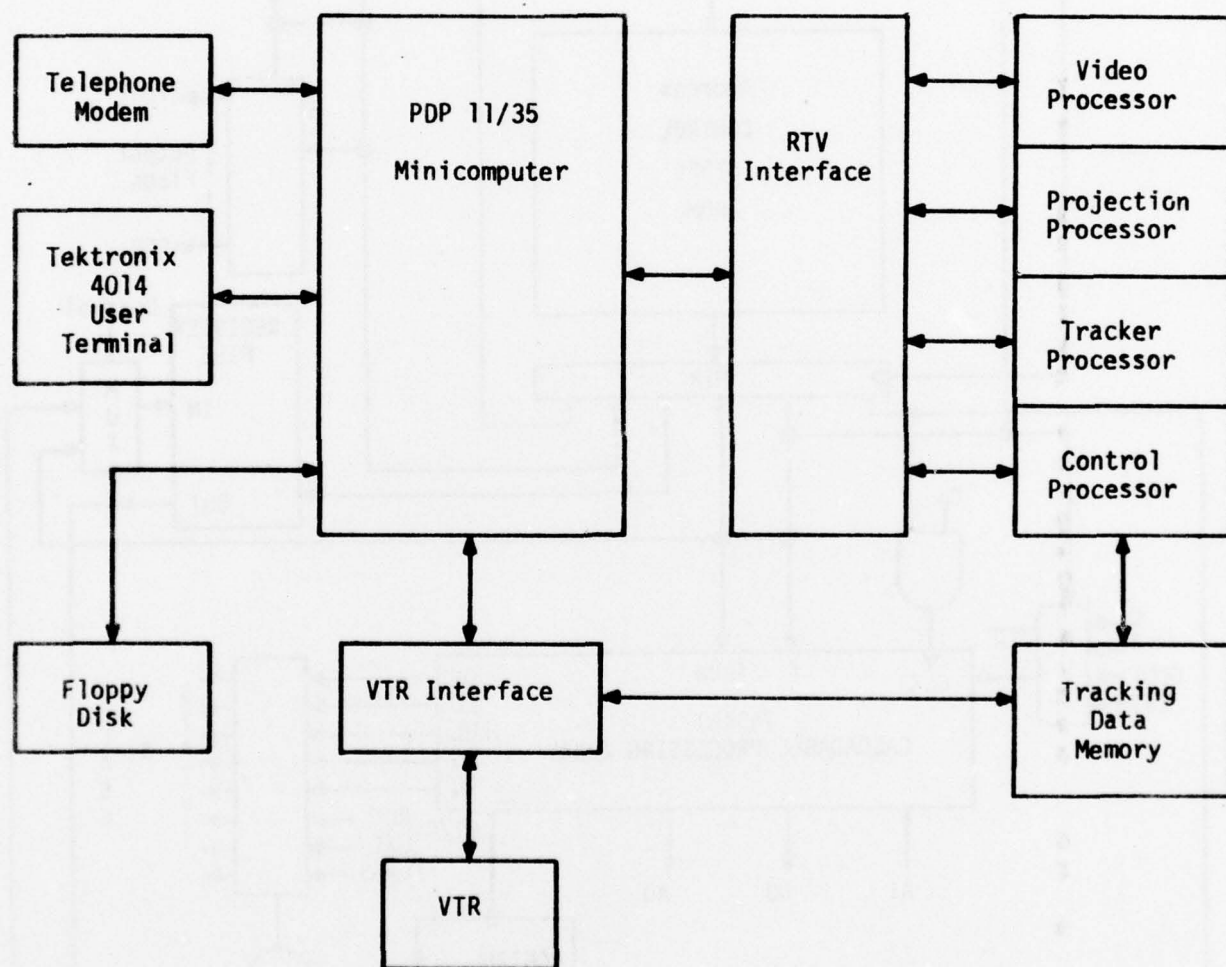 Telephone
Modem
PDP 11/35
Minicomputer
RTV
Interface
Video
Processor
Projection
Processor
Tracker
Processor
Control
Processor
Tektronix
4014
User
Terminal
Floppy
Disk
VTR Interface
Tracking
Data
Memory
VTR